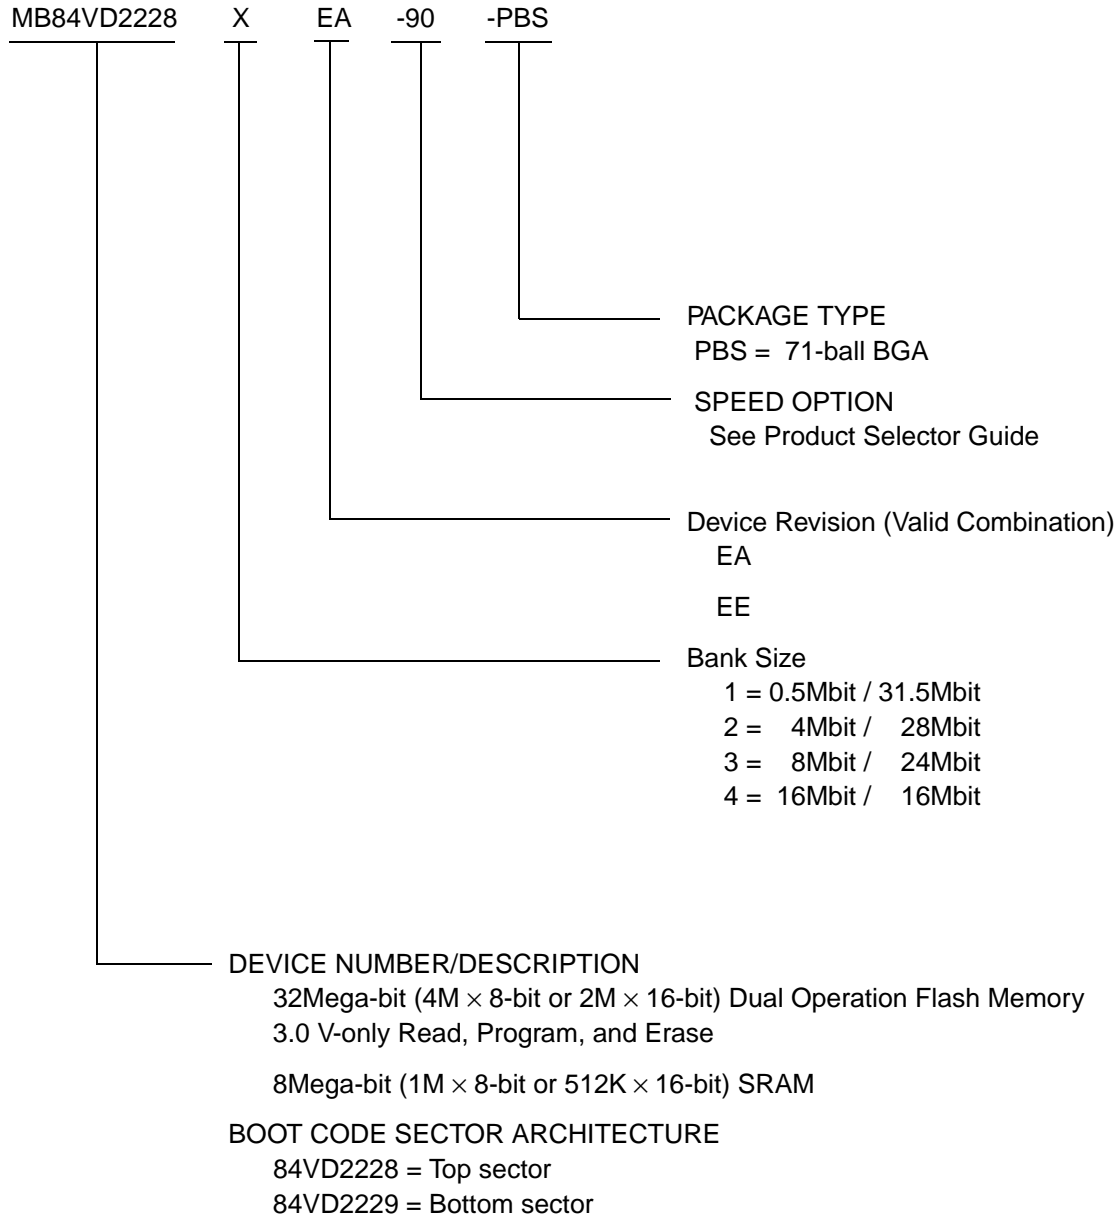 MB84VD2228 X EA -90 -PBS
PACKAGE TYPE
PBS = 71-ball BGA
SPEED OPTION
See Product Selector Guide
Device Revision (Valid Combination)
EA
EE
Bank Size
1 = 0.5Mbit / 31.5Mbit
2 = 4Mbit / 28Mbit
3 = 8Mbit / 24Mbit
4 = 16Mbit / 16Mbit
DEVICE NUMBER/DESCRIPTION
32Mega-bit (4M × 8-bit or 2M × 16-bit) Dual Operation Flash Memory
3.0 V-only Read, Program, and Erase
8Mega-bit (1M × 8-bit or 512K × 16-bit) SRAM
BOOT CODE SECTOR ARCHITECTURE
84VD2228 = Top sector
84VD2229 = Bottom sector